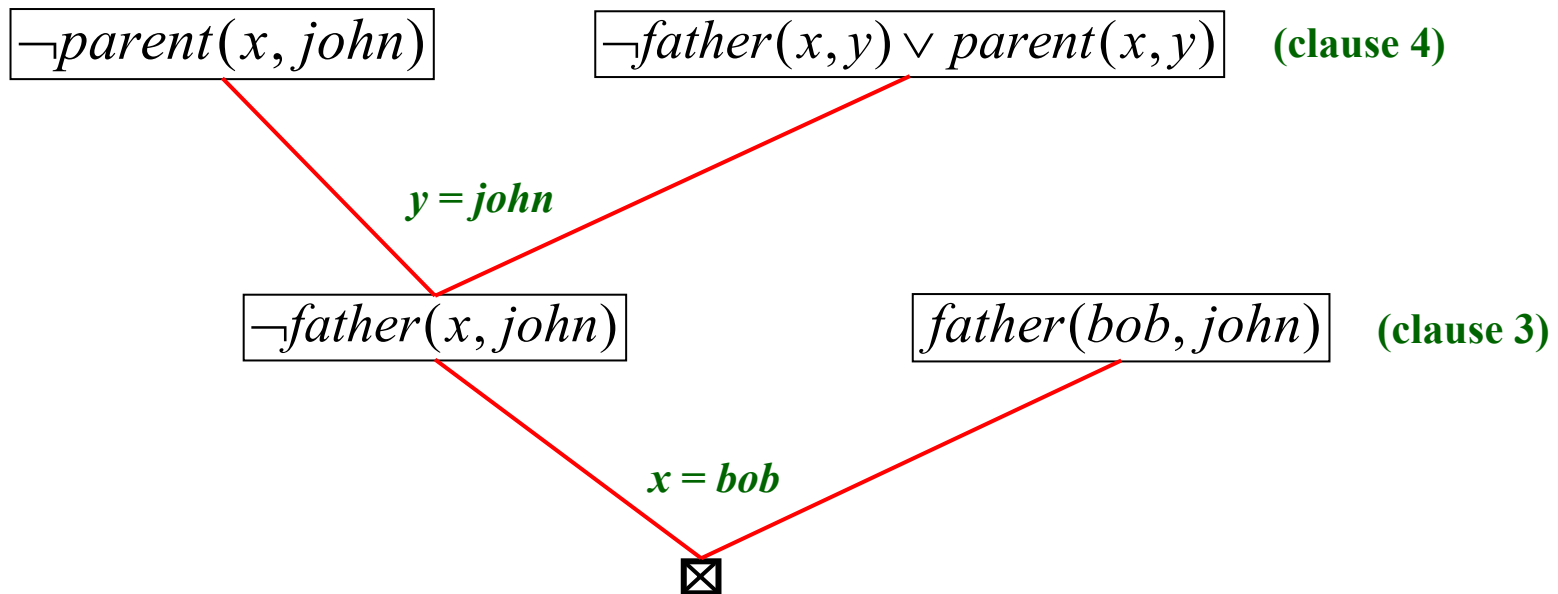 ¬parent(x, john) ¬father(x, y) ∨ parent(x, y) (clause 4)
y = john
¬father(x, john) father(bob, john) (clause 3)
x = bob